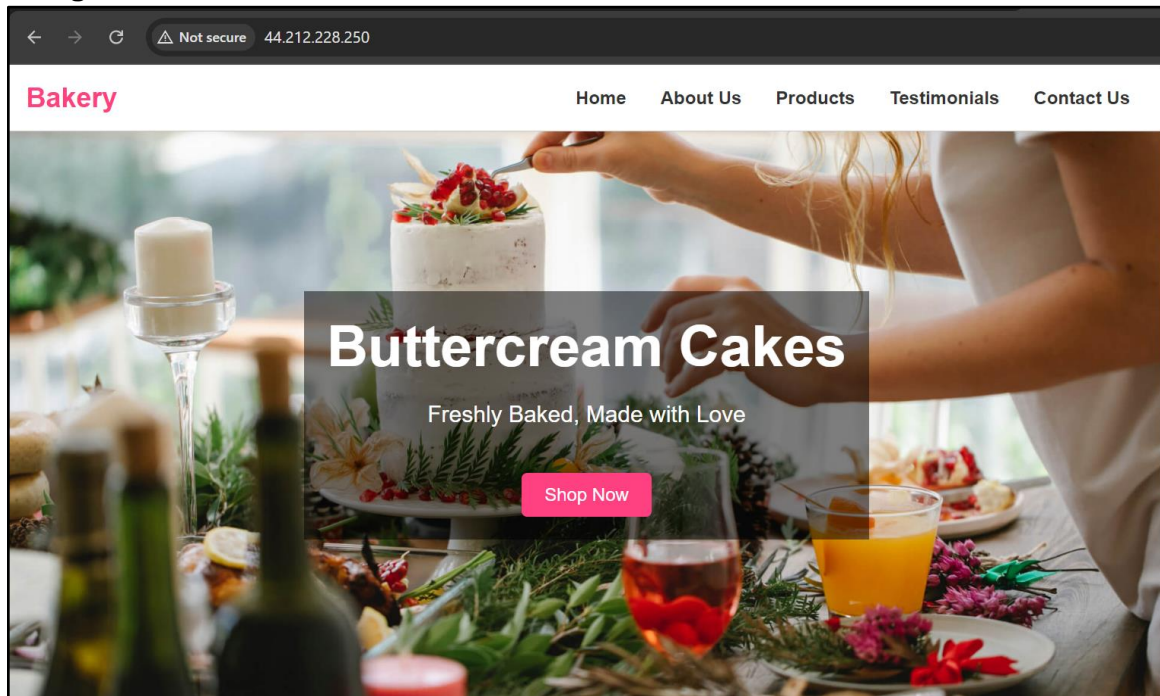 Not secure 44.212.228.250
Bakery Home About Us Products Testimonials Contact Us
Buttercream Cakes
Freshly Baked, Made with Love
Shop Now